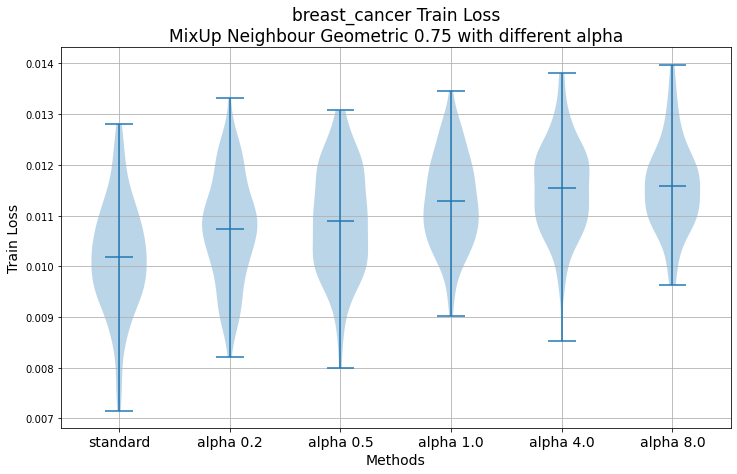 breast_cancer Train Loss
MixUp Neighbour Geometric 0.75 with different alpha
Train Loss
0.014
0.013
0.012
0.011
0.010
0.009
0.008
0.007
standard alpha 0.2 alpha 0.5 alpha 1.0 alpha 4.0 alpha 8.0
Methods